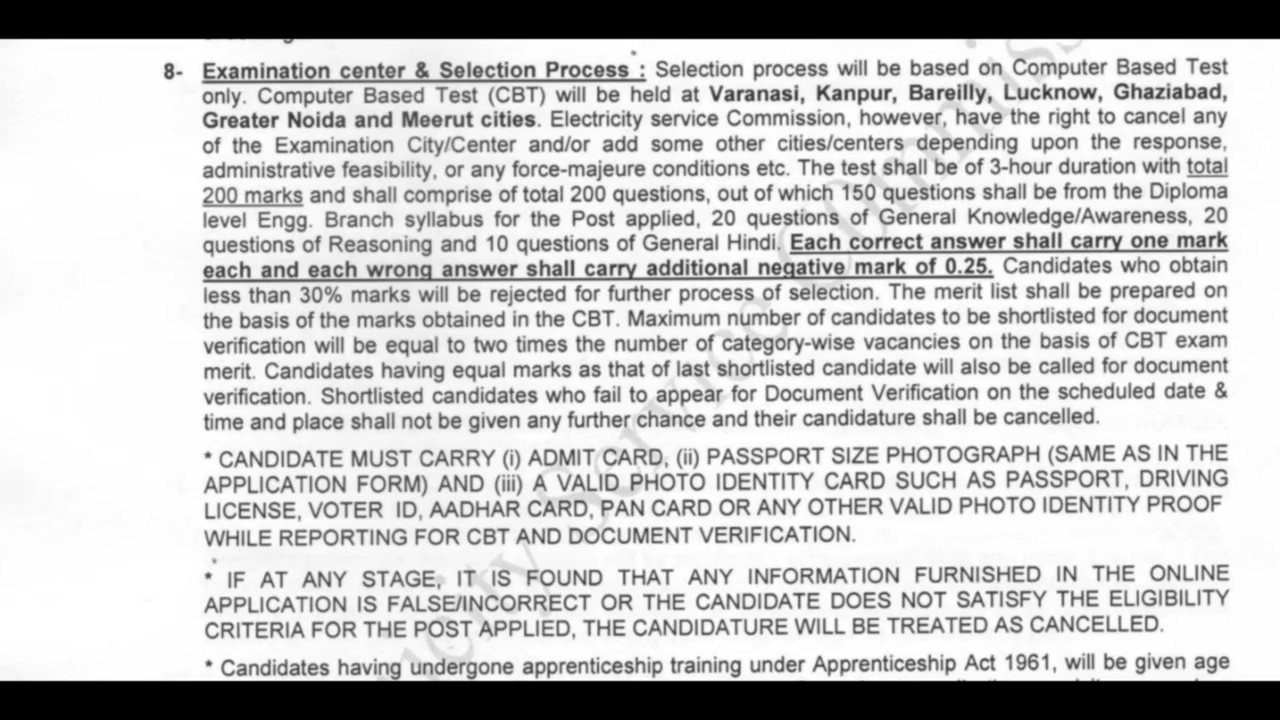 8- Examination center & Selection Process : Selection process will be based on Computer Based Test
only. Computer Based Test (CBT) will be held at Varanasi, Kanpur, Bareilly, Lucknow, Ghaziabad,
Greater Noida and Meerut cities. Electricity service Commission, however, have the right to cancel any
of the Examination City/Center and/or add some other cities/centers depending upon the response,
administrative feasibility, or any force-majeure conditions etc. The test shall be of 3-hour duration with total
200 marks and shall comprise of total 200 questions, out of which 150 questions shall be from the Diploma
level Engg. Branch syllabus for the Post applied, 20 questions of General Knowledge/Awareness, 20
questions of Reasoning and 10 questions of General Hindi. Each correct answer shall carry one mark
each and each wrong answer shall carry additional negative mark of 0.25. Candidates who obtain
less than 30% marks will be rejected for further process of selection. The merit list shall be prepared on
the basis of the marks obtained in the CBT. Maximum number of candidates to be shortlisted for document
verification will be equal to two times the number of category-wise vacancies on the basis of CBT exam
merit. Candidates having equal marks as that of last shortlisted candidate will also be called for document
verification. Shortlisted candidates who fail to appear for Document Verification on the scheduled date &
time and place shall not be given any further chance and their candidature shall be cancelled.
* CANDIDATE MUST CARRY (i) ADMIT CARD, (ii) PASSPORT SIZE PHOTOGRAPH (SAME AS IN THE
APPLICATION FORM) AND (iii) A VALID PHOTO IDENTITY CARD SUCH AS PASSPORT, DRIVING
LICENSE, VOTER ID, AADHAR CARD, PAN CARD OR ANY OTHER VALID PHOTO IDENTITY PROOF
WHILE REPORTING FOR CBT AND DOCUMENT VERIFICATION.
* IF AT ANY STAGE, IT IS FOUND THAT ANY INFORMATION FURNISHED IN THE ONLINE
APPLICATION IS FALSE/INCORRECT OR THE CANDIDATE DOES NOT SATISFY THE ELIGIBILITY
CRITERIA FOR THE POST APPLIED, THE CANDIDATURE WILL BE TREATED AS CANCELLED.
* Candidates having undergone apprenticeship training under Apprenticeship Act 1961, will be given age